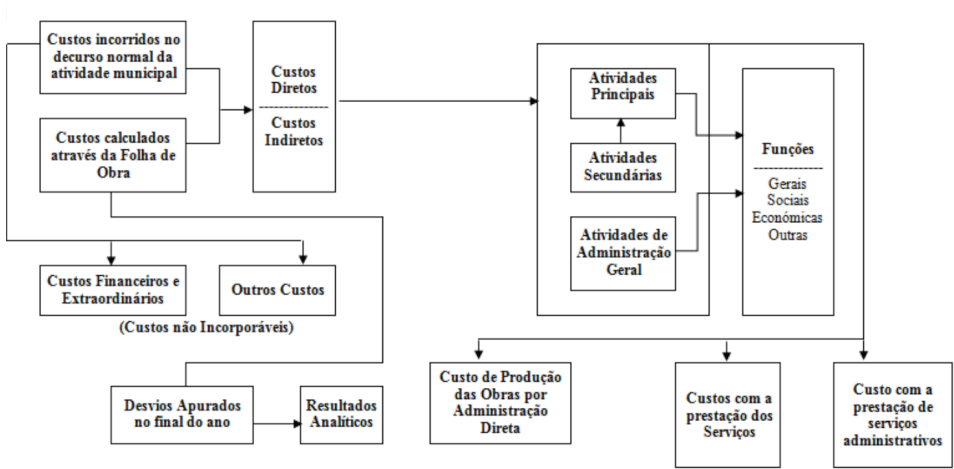 Custos incorridos no
decurso normal da
atividade municipal
Custos calculados
através da Folha de
Obra
Custos
Diretos
---------------
Custos
Indiretos
Atividades
Principais
Atividades
Secundárias
Atividades de
Administração
Geral
Funções
---------------
Gerais
Sociais
Económicas
Outras
Custos Financeiros e
Extraordinários
Outros Custos
(Custos não Incorporáveis)
Desvios Apurados
no final do ano
Resultados
Analíticos
Custo de Produção
das Obras por
Administração
Direta
Custos com a
prestação dos
Serviços
Custo com a
prestação de
serviços
administrativos